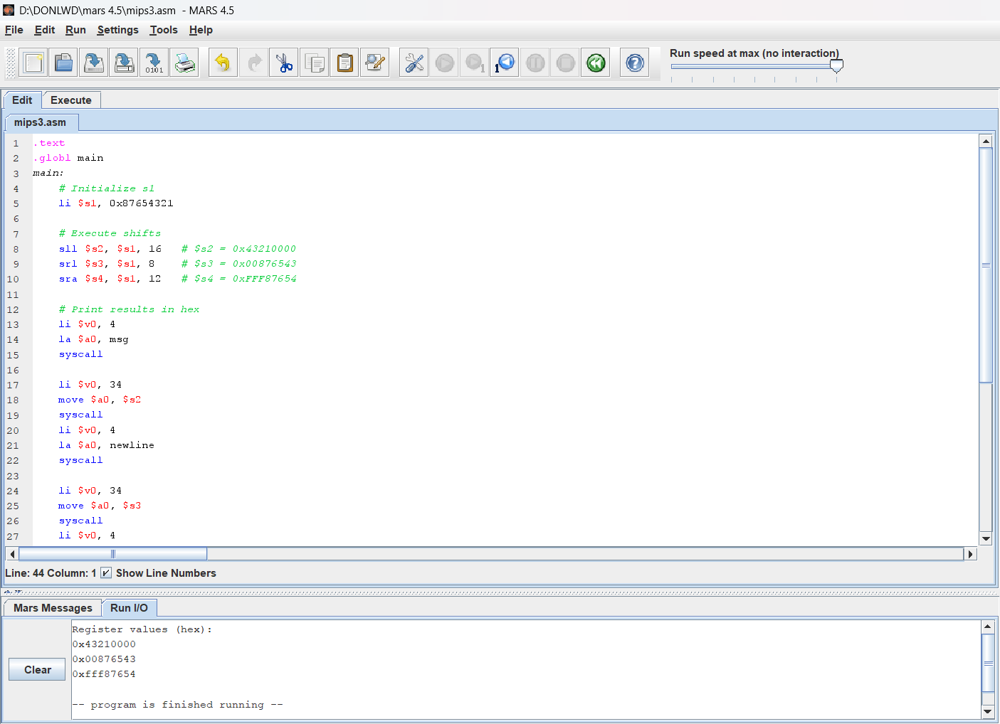 D:\DONLWD\mars 4.5\mips3.asm - MARS 4.5
File Edit Run Settings Tools Help
0101
1
1
Run speed at max (no interaction)
Edit Execute
mips3.asm
1 .text
2 .globl main
3 main:
4 # Initialize s1
5 li $s1, 0x87654321
6
7 # Execute shifts
8 sll $s2, $s1, 16 # $s2 = 0x43210000
9 srl $s3, $s1, 8 # $s3 = 0x00876543
10 sra $s4, $s1, 12 # $s4 = 0xFFF87654
11
12 # Print results in hex
13 li $v0, 4
14 la $a0, msg
15 syscall
16
17 li $v0, 34
18 move $a0, $s2
19 syscall
20 li $v0, 4
21 la $a0, newline
22 syscall
23
24 li $v0, 34
25 move $a0, $s3
26 syscall
27 li $v0, 4
Line: 44 Column: 1 Show Line Numbers
Mars Messages Run I/O
Clear
Register values (hex):
0x43210000
0x00876543
0xfff87654
-- program is finished running --